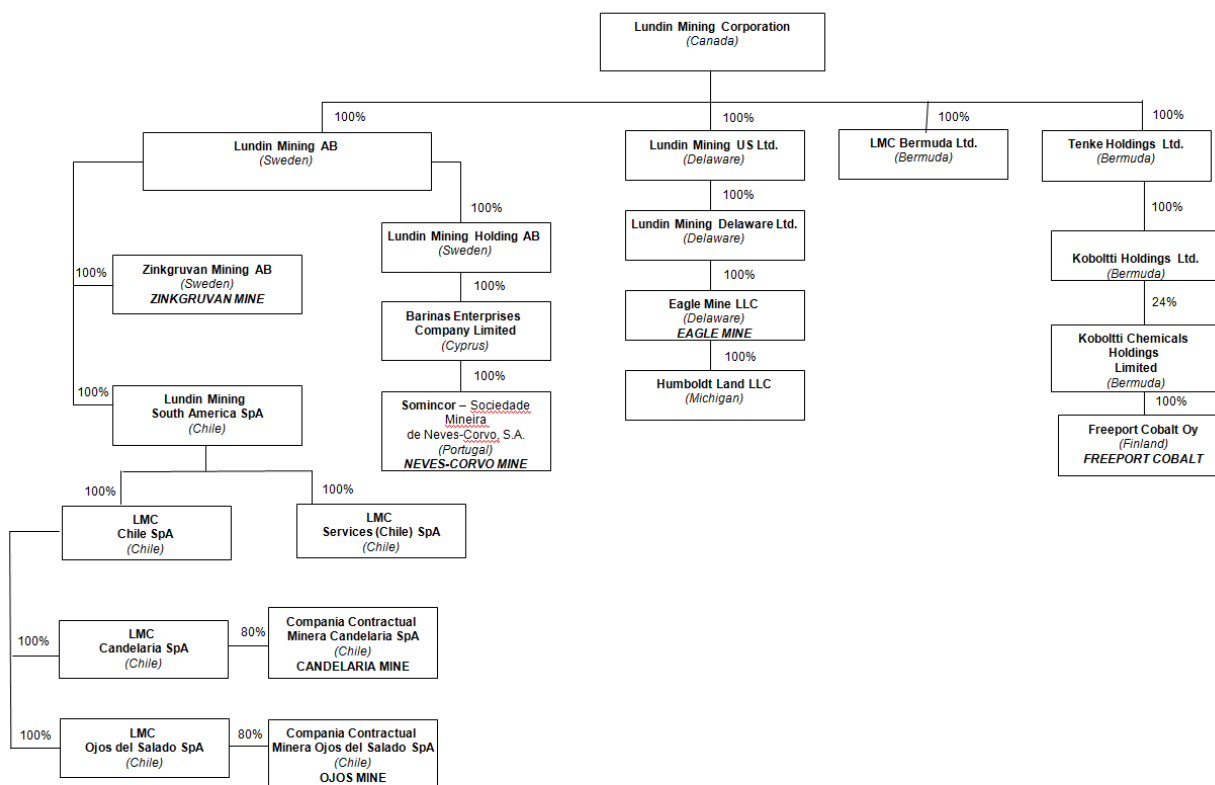 Lundin Mining Corporation
(Canada)
100%
100%
100%
100%
Lundin Mining AB
(Sweden)
Lundin Mining US Ltd.
(Delaware)
LMC Bermuda Ltd.
(Bermuda)
Tenke Holdings Ltd.
(Bermuda)
100%
100%
100%
Lundin Mining Holding AB
(Sweden)
Lundin Mining Delaware Ltd.
(Delaware)
Koboltti Holdings Ltd.
(Bermuda)
100%
Zinkgruvan Mining AB
(Sweden)
ZINKGRUVAN MINE
100%
100%
24%
Barinas Enterprises
Company Limited
(Cyprus)
Eagle Mine LLC
(Delaware)
EAGLE MINE
Koboltti Chemicals
Holdings
Limited
(Bermuda)
100%
100%
100%
100%
Lundin Mining
South America SpA
(Chile)
Somincor – Sociedade
Mineira
de Neves-Corvo, S.A.
(Portugal)
NEVES-CORVO MINE
Humboldt Land LLC
(Michigan)
Freeport Cobalt Oy
(Finland)
FREEPORT COBALT
100%
100%
LMC
Chile SpA
(Chile)
LMC
Services (Chile) SpA
(Chile)
100%
LMC
Candelaria SpA
(Chile)
80%
Compania Contractual
Minera Candelaria SpA
(Chile)
CANDELARIA MINE
100%
LMC
Ojos del Salado SpA
(Chile)
80%
Compania Contractual
Minera Ojos del Salado SpA
(Chile)
OJOS MINE